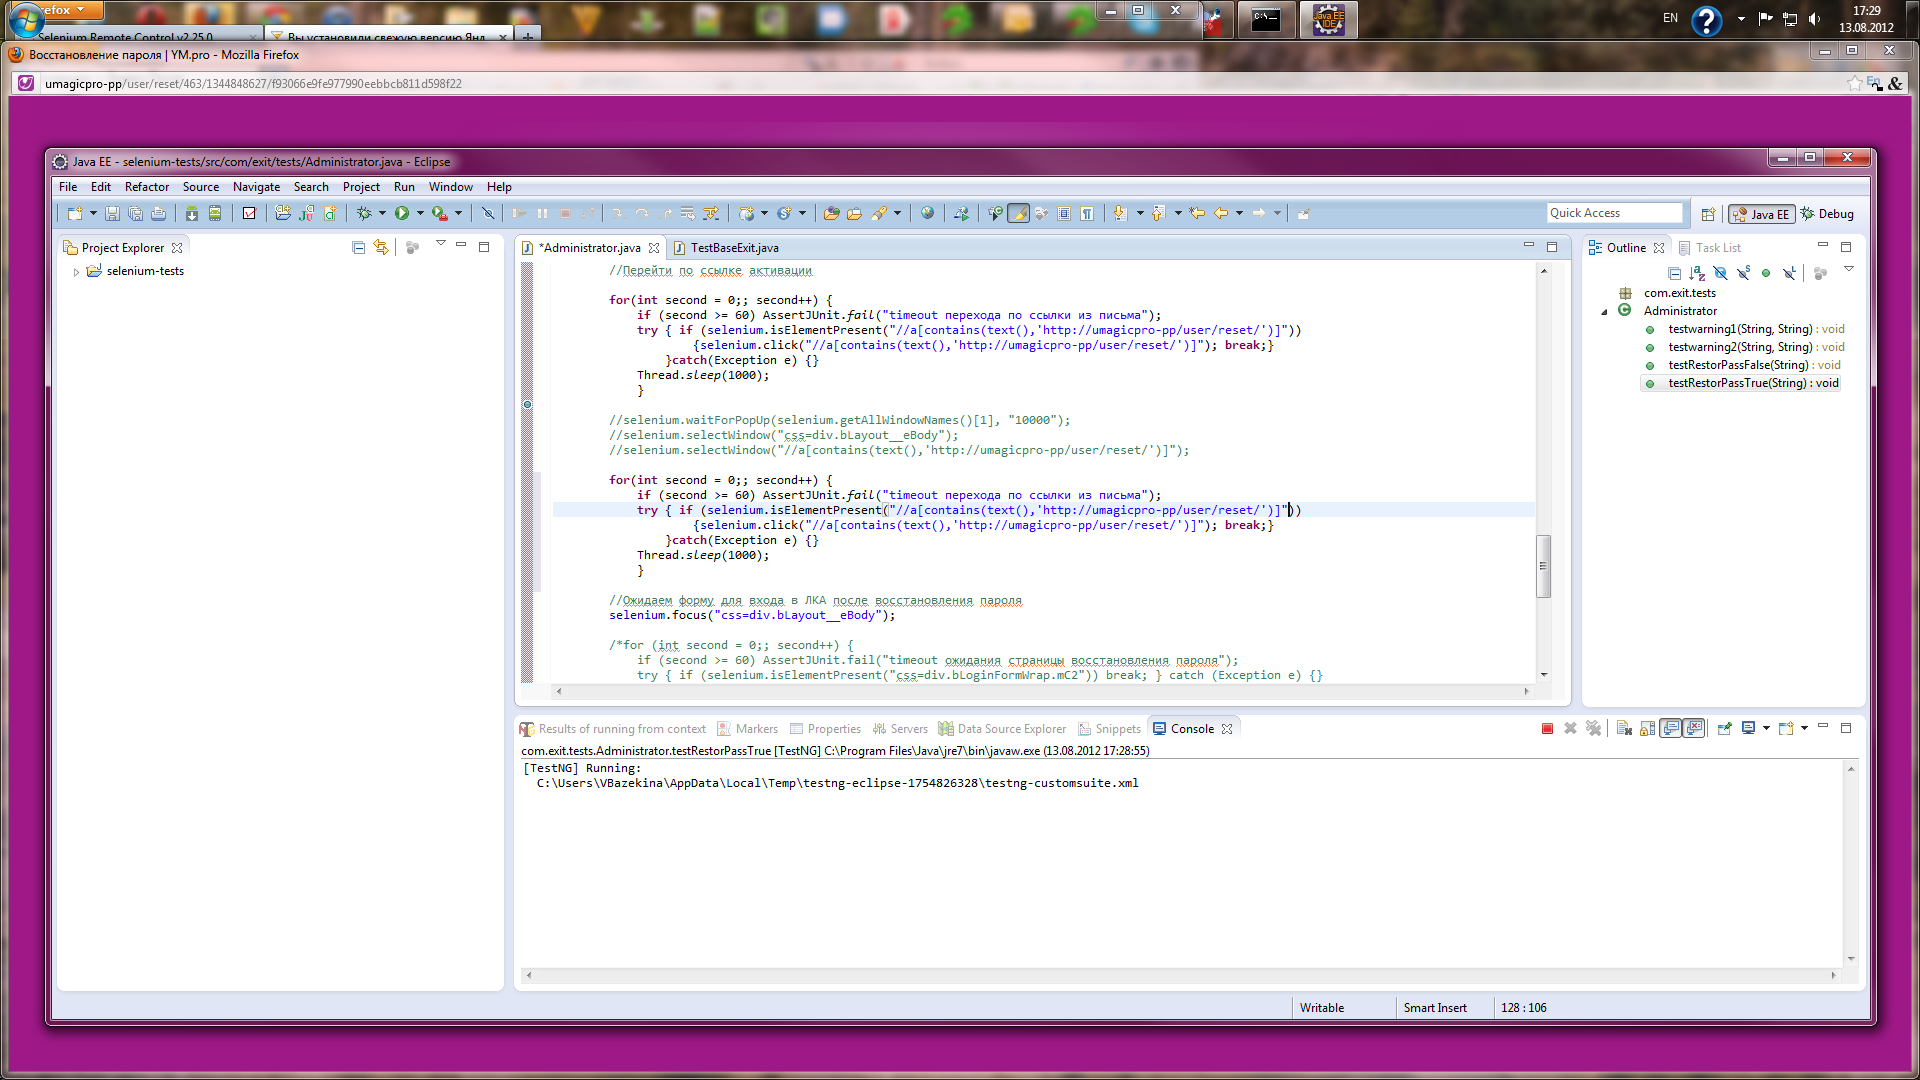 refox
Selenium Remote Control v2.25.0
Вы установили свежую версию Янд
C:\
Java EE
IDE
EN
17:29
13.08.2012
Восстановление пароля | YM.pro - Mozilla Firefox
umagicpro-pp/user/reset/463/1344848627/f93066e9fe977990eebbcb811d598f22
Java EE - selenium-tests/src/com/exit/tests/Administrator.java - Eclipse
File Edit Refactor Source Navigate Search Project Run Window Help
Quick Access
Java EE
Debug
Project Explorer
selenium-tests
*Administrator.java
TestBaseExit.java
//Перейти по ссылке активации
for(int second = 0;; second++) {
if (second >= 60) AssertJUnit.fail("timeout перехода по ссылки из письма");
try { if (selenium.isElementPresent("//a[contains(text(),'http://umagicpro-pp/user/reset/')]"))
{selenium.click("//a[contains(text(),'http://umagicpro-pp/user/reset/')]"); break;}
}catch(Exception e) {}
Thread.sleep(1000);
}
//selenium.waitForPopUp(selenium.getAllWindowNames()[1], "10000");
//selenium.selectWindow("css=div.bLayout__eBody");
//selenium.selectWindow("//a[contains(text(),'http://umagicpro-pp/user/reset/')]");
for(int second = 0;; second++) {
if (second >= 60) AssertJUnit.fail("timeout перехода по ссылки из письма");
try { if (selenium.isElementPresent("//a[contains(text(),'http://umagicpro-pp/user/reset/')]"))
{selenium.click("//a[contains(text(),'http://umagicpro-pp/user/reset/')]"); break;}
}catch(Exception e) {}
Thread.sleep(1000);
}
//Ожидаем форму для входа в ЛКА после восстановления пароля
selenium.focus("css=div.bLayout__eBody");
/*for (int second = 0;; second++) {
if (second >= 60) AssertJUnit.fail("timeout ожидания страницы восстановления пароля");
try { if (selenium.isElementPresent("css=div.bLoginFormWrap.mC2")) break; } catch (Exception e) {}
Outline
Task List
com.exit.tests
Administrator
testwarning1(String, String) : void
testwarning2(String, String) : void
testRestorPassFalse(String) : void
testRestorPassTrue(String) : void
Results of running from context
Markers
Properties
Servers
Data Source Explorer
Snippets
Console
com.exit.tests.Administrator.testRestorPassTrue [TestNG] C:\Program Files\Java\jre7\bin\javaw.exe (13.08.2012 17:28:55)
[TestNG] Running:
C:\Users\VBazekina\AppData\Local\Temp\testng-eclipse-1754826328\testng-customsuite.xml
Writable
Smart Insert
128 : 106